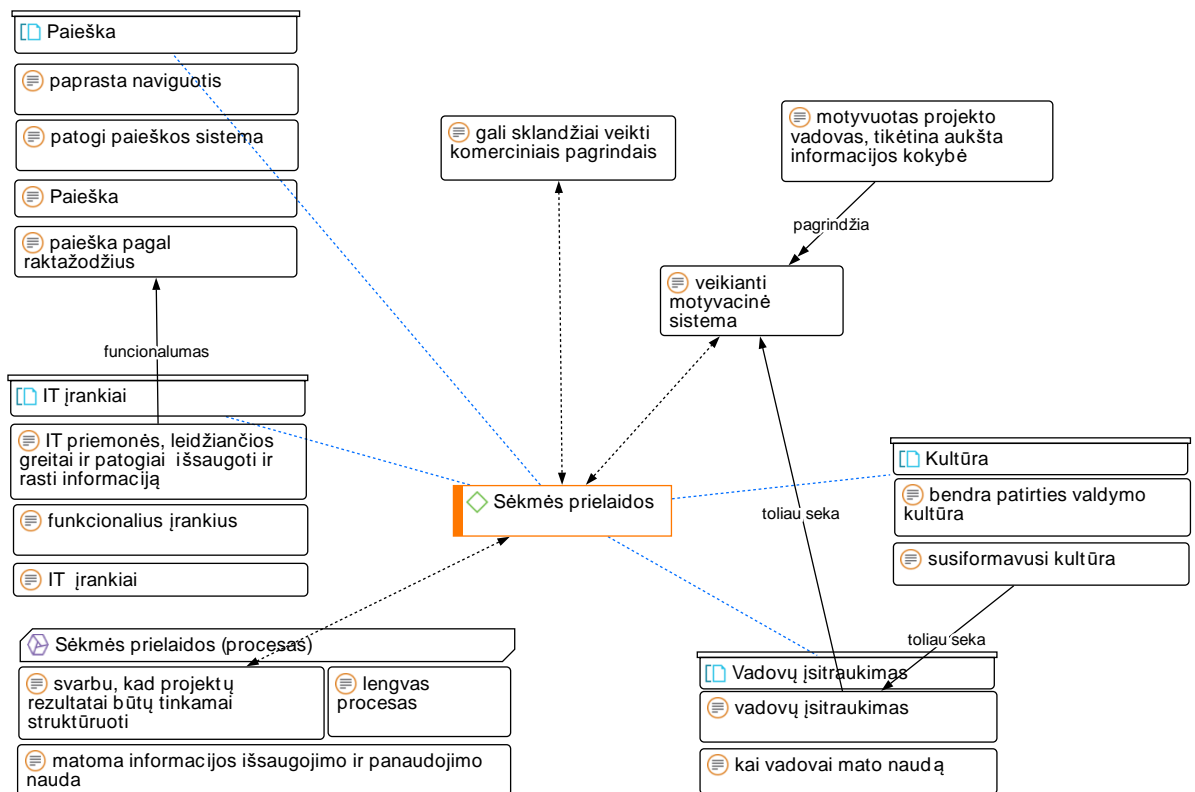 Paieška
paprasta naviguotis
patogi paieškos sistema
Paieška
paieška pagal
raktažodžius
funcionalumas
IT įrankiai
IT priemonės, leidžiančios
greitai ir patogiai išsaugoti ir
rasti informaciją
funkcionalius įrankius
IT įrankiai
gali sklandžiai veikti
komerciniais pagrindais
motyvuotas projekto
vadovas, tikėtina aukšta
informacijos kokybė
pagrindžia
veikianti
motyvacinė
sistema
Sėkmės prielaidos
toliau seka
Kultūra
bendra patirties valdymo
kultūra
susiformavusi kultūra
toliau seka
Sėkmės prielaidos (procesas)
svarbu, kad projektų
rezultatai būtų tinkamai
struktūruoti
lengvas
procesas
matoma informacijos išsaugojimo ir panaudojimo
nauda
Vadovų įsitraukimas
vadovų įsitraukimas
kai vadovai mato naudą